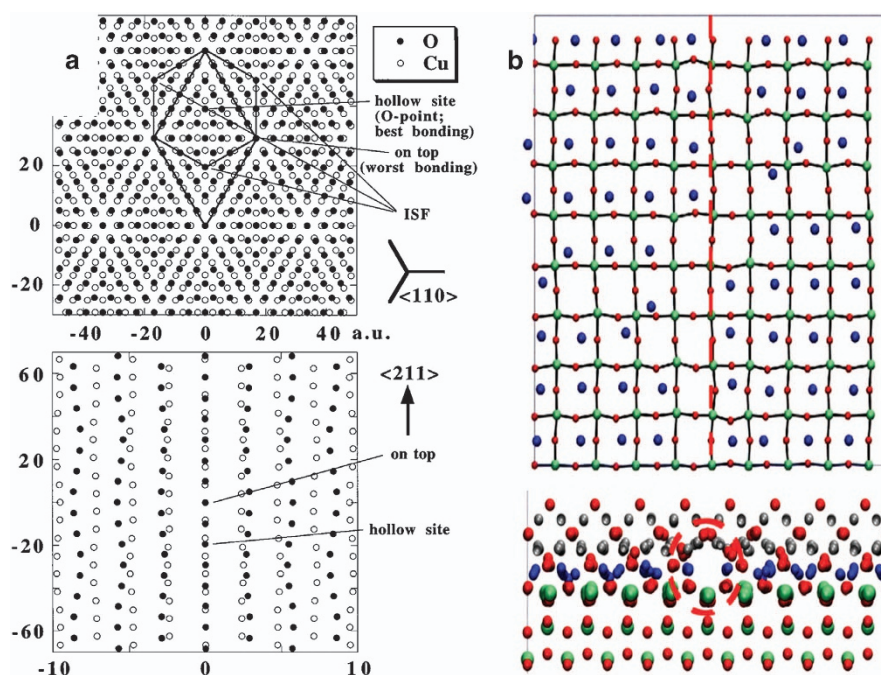 a
O
Cu
hollow site
(O-point;
best bonding)
on top
(worst bonding)
ISF
<110>
20
0
-20
-40 -20 0 20 40 a.u.
60
20
-20
-60
-10 0 10
<211>
on top
hollow site
b